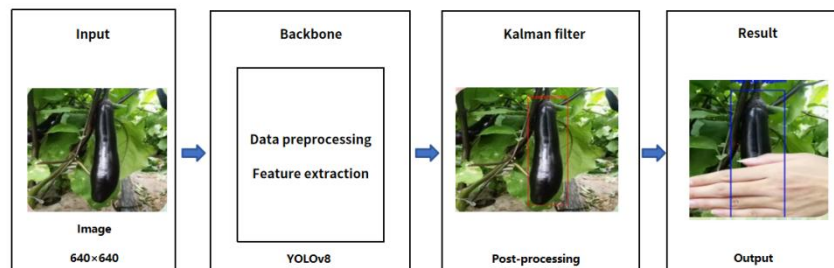 Input
Image
640×640
Backbone
Data preprocessing
Feature extraction
YOLOv8
Kalman filter
Post-processing
Result
Output